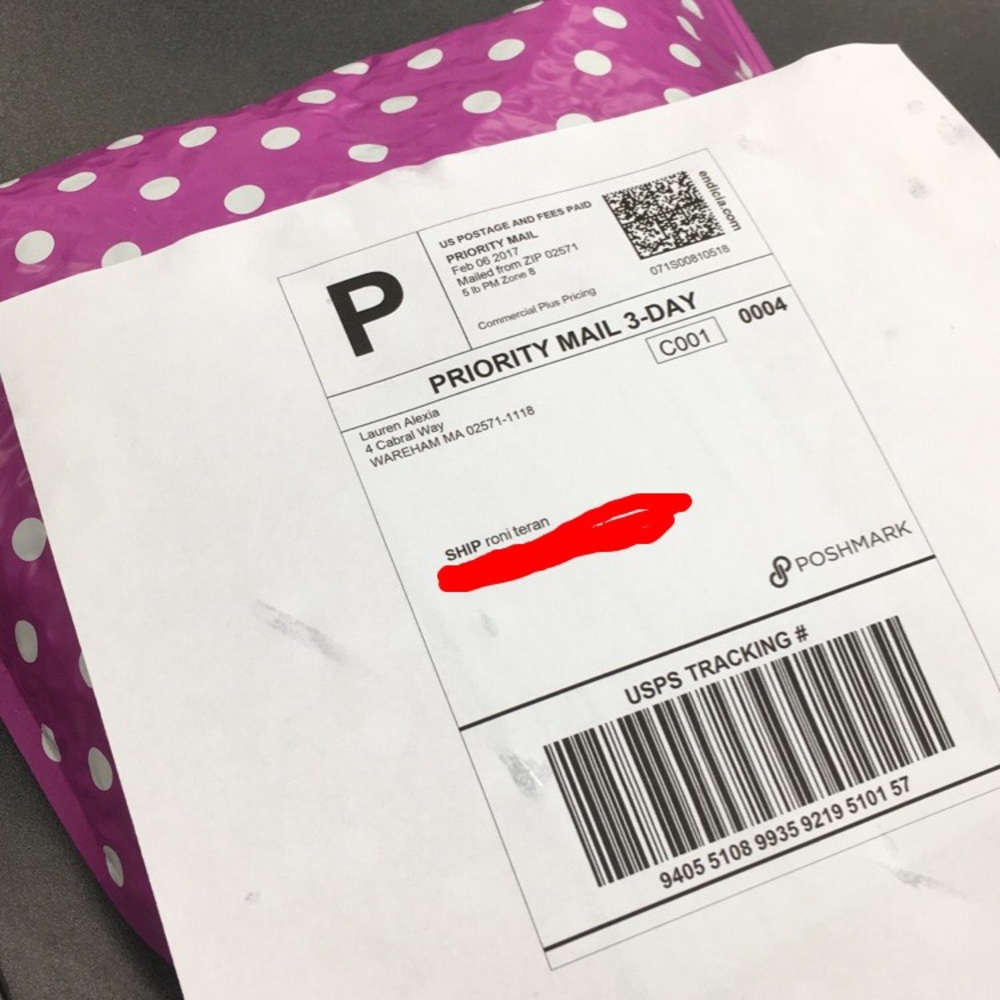 P
US POSTAGE AND FEES PAID
PRIORITY MAIL
Feb 06 2017
Mailed from ZIP 02571
5 lb PM Zone 8
Commercial Plus Pricing
endicia.com
071S00810518
PRIORITY MAIL 3-DAY
0004
C001
Lauren Alexia
4 Cabral Way
WAREHAM MA 02571-1118
SHIP roni teran
POSHMARK
USPS TRACKING #
9405 5108 9935 9219 5101 57